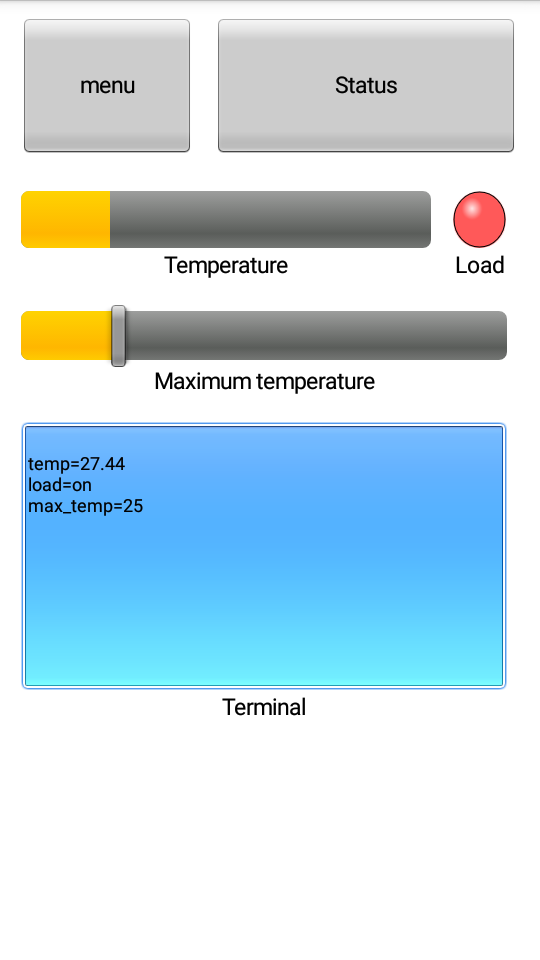 menu
Status
Temperature
Load
Maximum temperature
temp=27.44
load=on
max_temp=25
Terminal